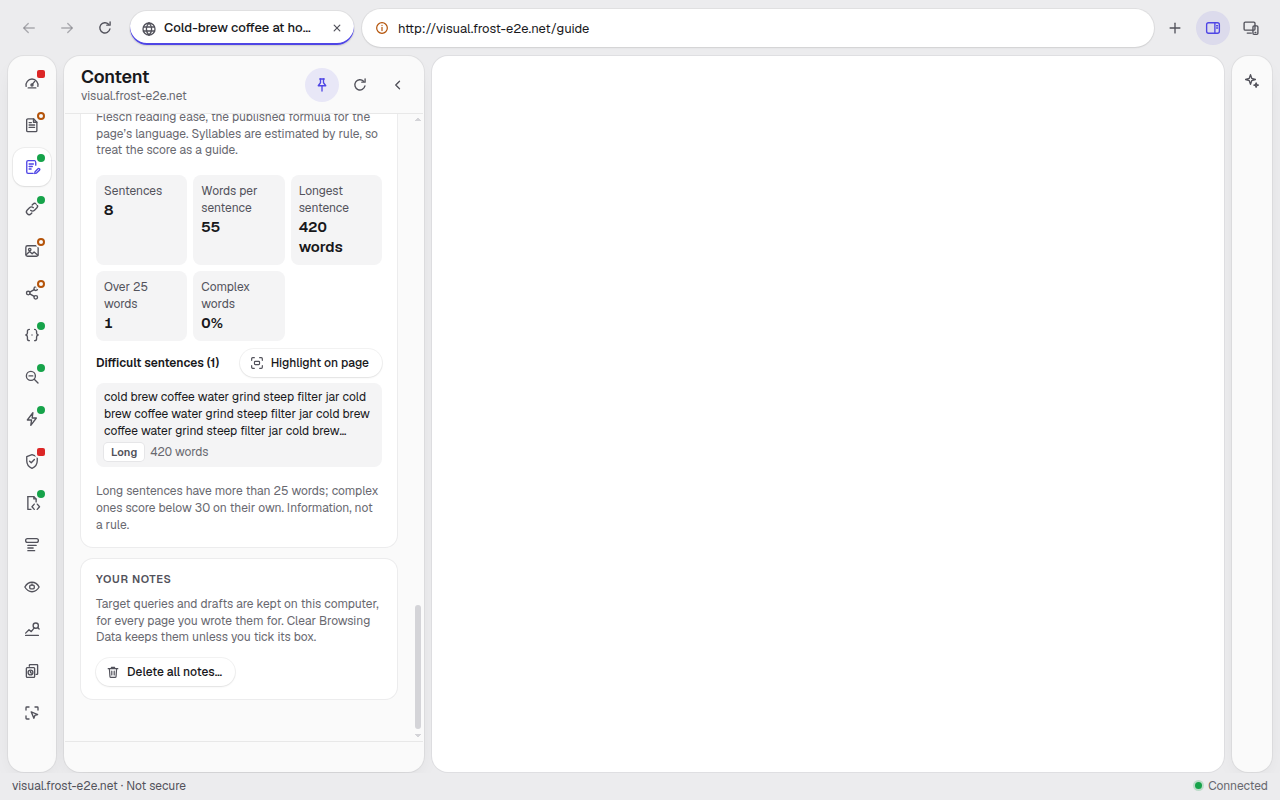 Cold-brew coffee at ho...
http://visual.frost-e2e.net/guide
Content
visual.frost-e2e.net
Flesch reading ease, the published formula for the
page's language. Syllables are estimated by rule, so
treat the score as a guide.
Sentences
8
Words per
sentence
55
Longest
sentence
420
words
Over 25
words
1
Complex
words
0%
Difficult sentences (1)
Highlight on page
cold brew coffee water grind steep filter jar cold
brew coffee water grind steep filter jar cold brew
coffee water grind steep filter jar cold brew...
Long
420 words
Long sentences have more than 25 words; complex
ones score below 30 on their own. Information, not
a rule.
YOUR NOTES
Target queries and drafts are kept on this computer,
for every page you wrote them for. Clear Browsing
Data keeps them unless you tick its box.
Delete all notes...
visual.frost-e2e.net · Not secure
Connected